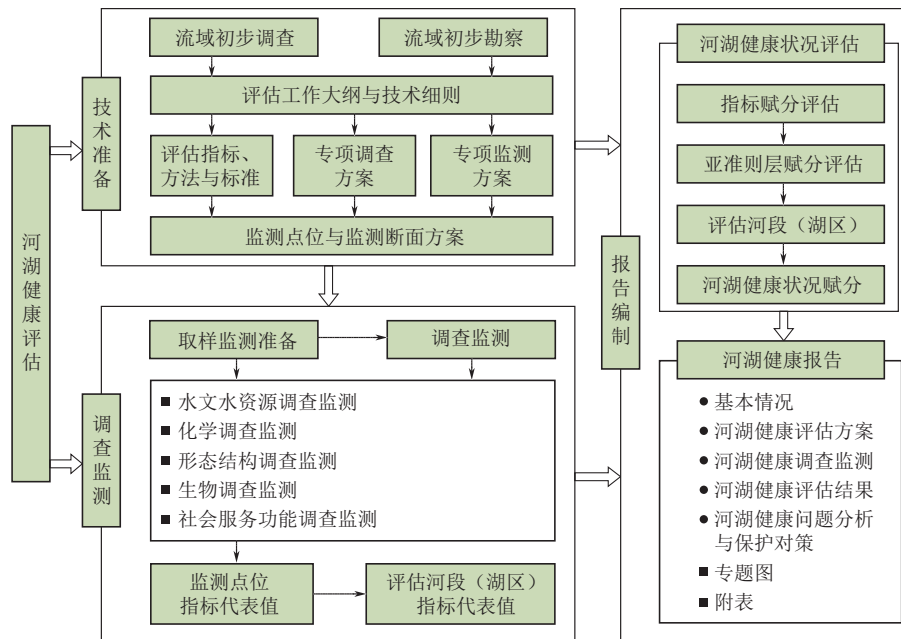 河湖健康评估
技术准备
流域初步调查
流域初步勘察
评估工作大纲与技术细则
评估指标、
方法与标准
专项调查
方案
专项监测
方案
监测点位与监测断面方案
调查监测
取样监测准备
调查监测
■ 水文水资源调查监测
■ 化学调查监测
■ 形态结构调查监测
■ 生物调查监测
■ 社会服务功能调查监测
监测点位
指标代表值
评估河段（湖区）
指标代表值
报告编制
河湖健康状况评估
指标赋分评估
亚准则层赋分评估
评估河段（湖区）
河湖健康状况赋分
河湖健康报告
● 基本情况
● 河湖健康评估方案
● 河湖健康调查监测
● 河湖健康评估结果
● 河湖健康问题分析
与保护对策
■ 专题图
■ 附表